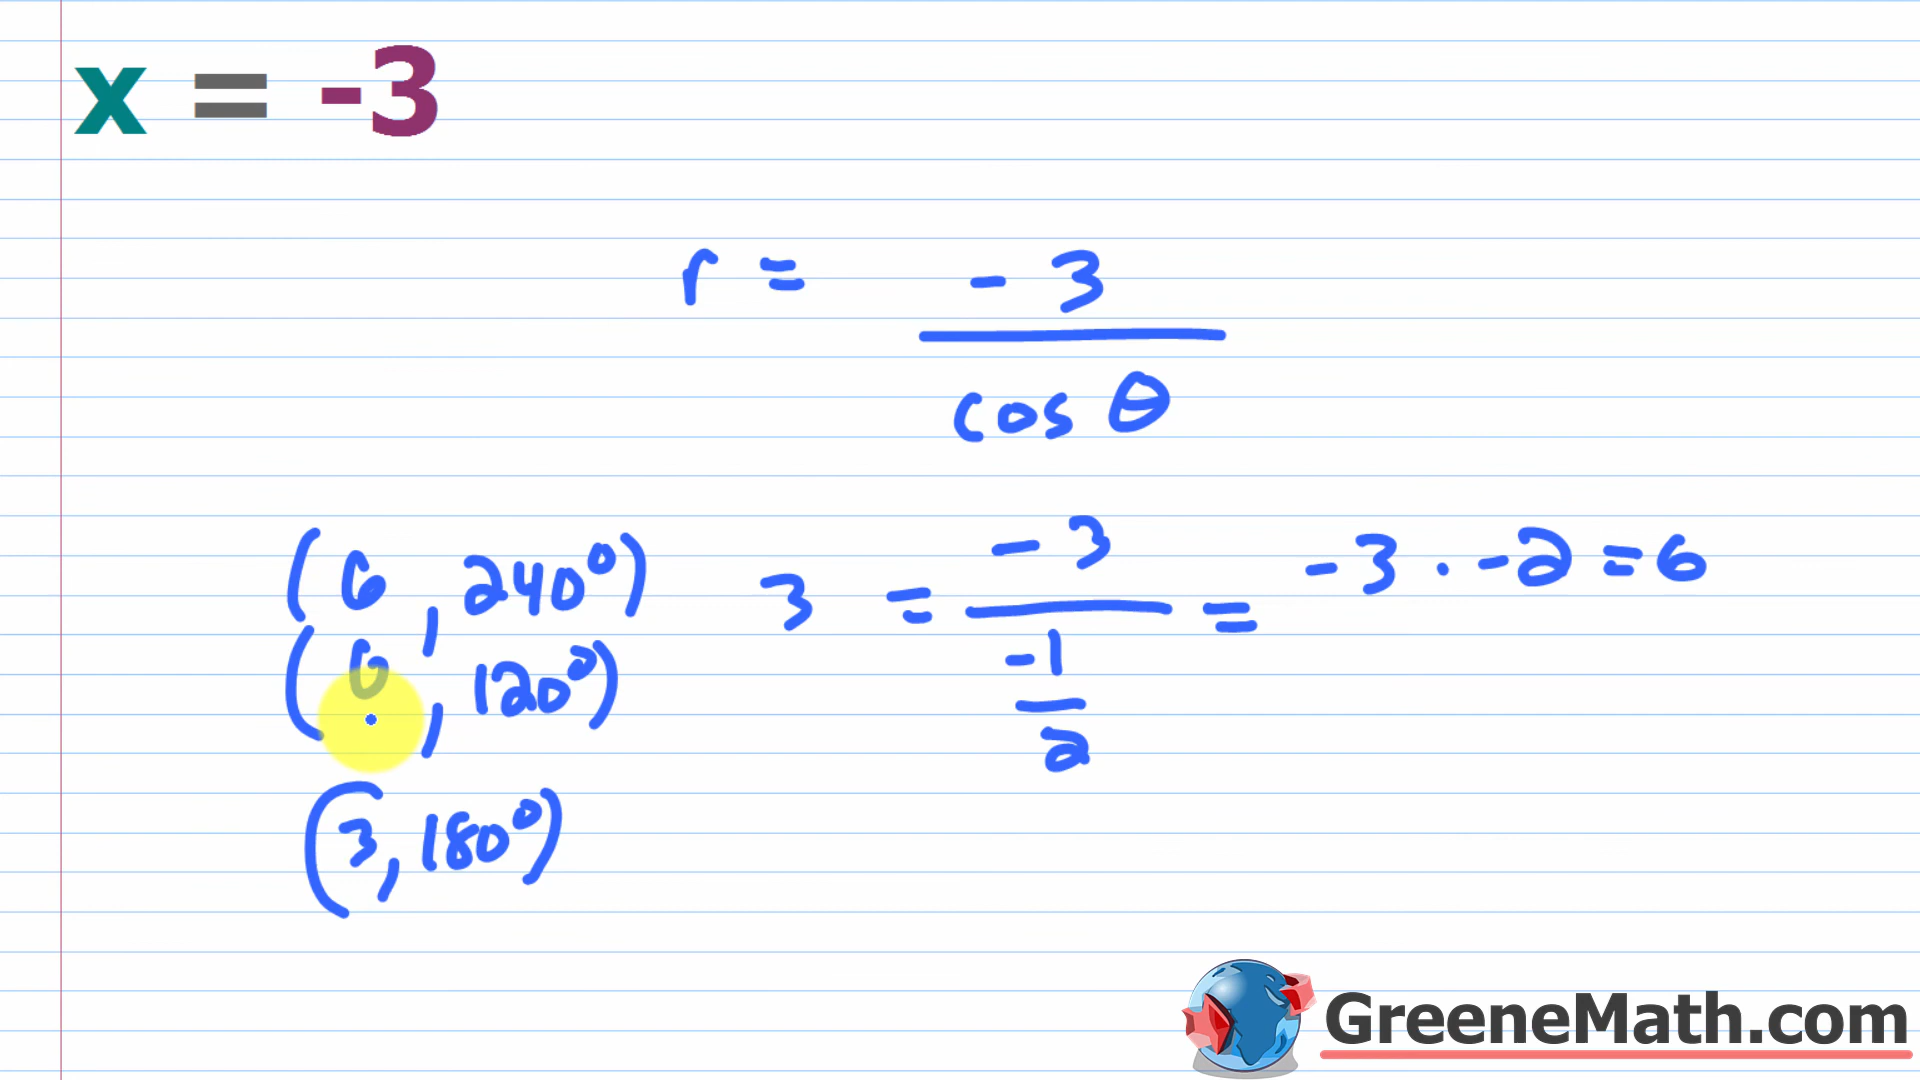 x = -3
r = -3
cos θ
(6, 240°)
(6, 120°)
(3, 180°)
3 = -3 / -1/2 = -3 · -2 = 6
GreeneMath.com